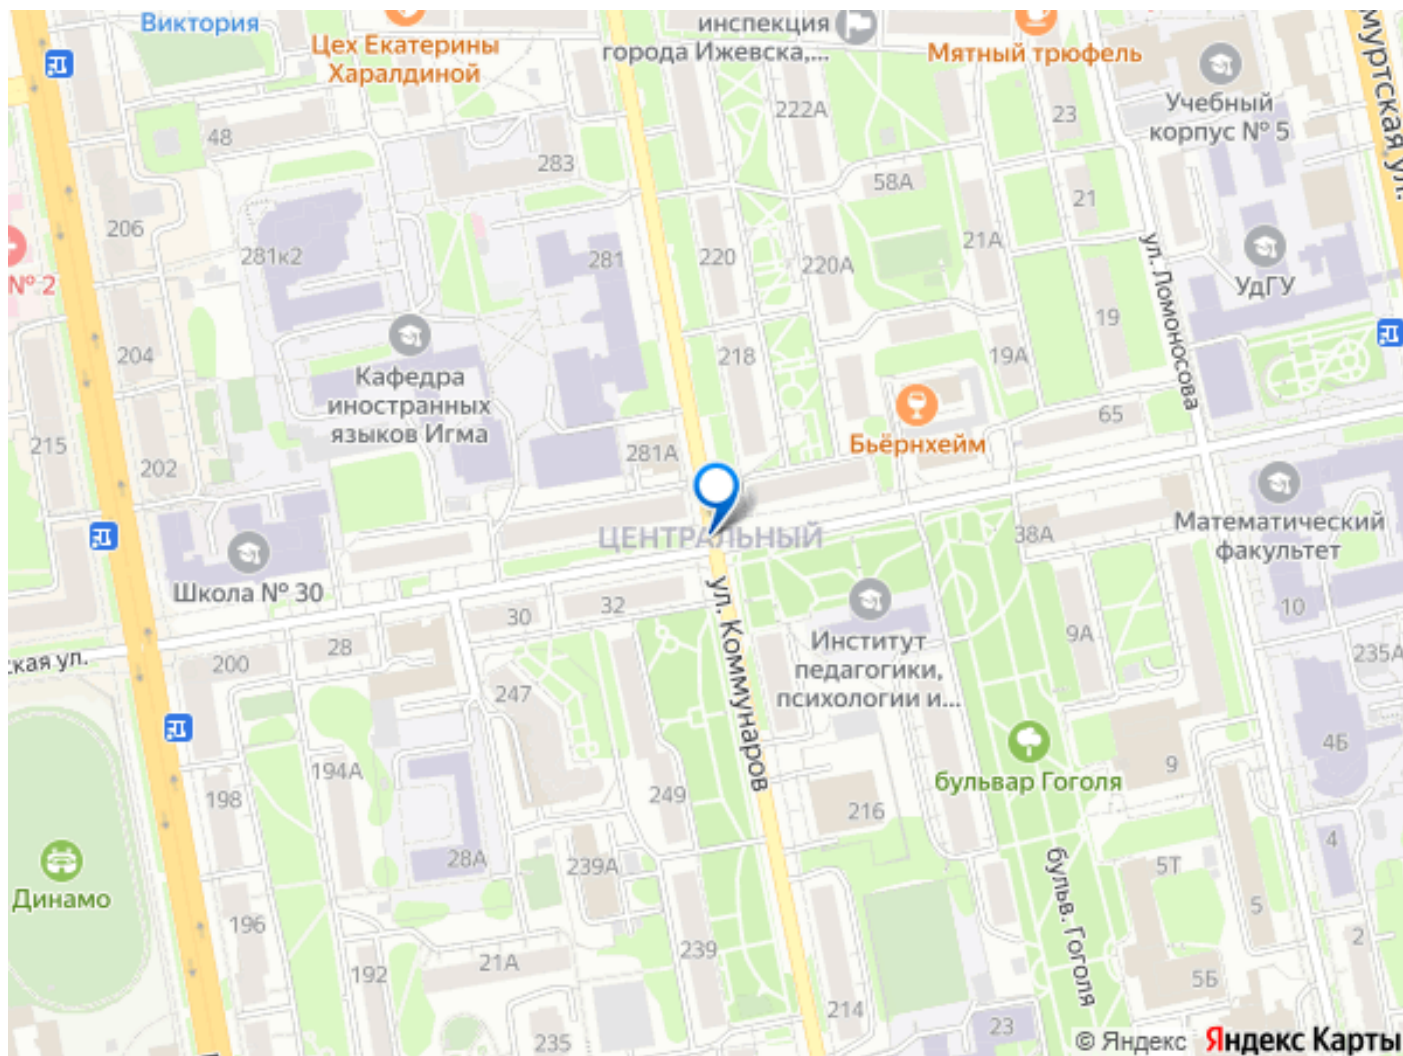 Виктория
Цех Екатерины
Харалдиной
инспекция
города Ижевска,...
Мятный трюфель
Учебный
корпус № 5
муртская ул.
48
283
222А
23
58А
21
206
281к2
281
220
220А
21А
ул. Ломоносова
УдГУ
№ 2
204
218
19
19А
Кафедра
иностранных
языков Игма
Бьёрнхейм
65
215
202
281А
ЦЕНТРАЛЬНЫЙ
38А
Математический
факультет
Школа № 30
30
32
ул. Коммунаров
Институт
педагогики,
психологии и...
9А
10
235А
ская ул.
200
28
247
194А
198
249
216
бульвар Гоголя
9
4Б
28А
239А
Динамо
196
192
21А
239
214
235
бульв. Гоголя
5Т
5
4
2
5Б
23
© Яндекс Яндекс Карты